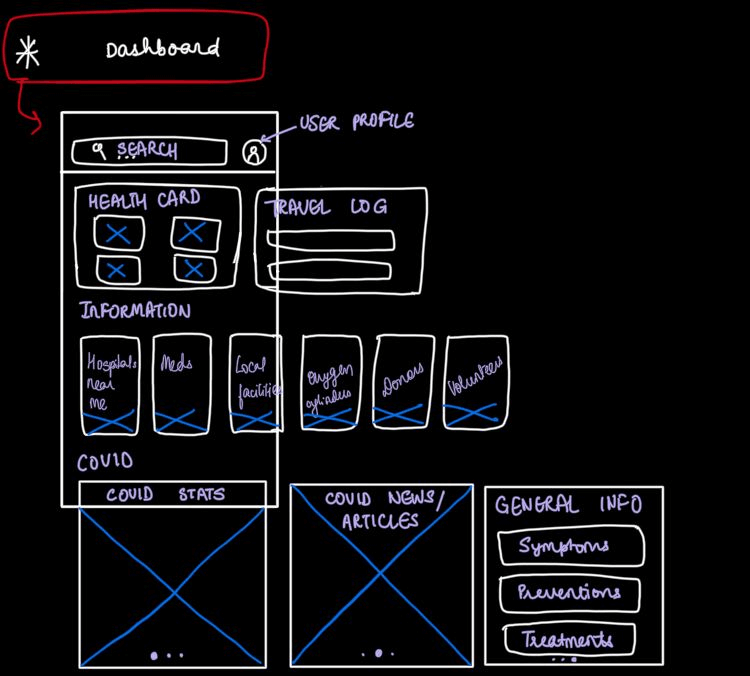 Dashboard
USER PROFILE
SEARCH
HEALTH CARD
TRAVEL LOG
INFORMATION
Hospitals
near
me
Meds
Local
facilities
Oxygen
cylinders
Donors
Volunteers
COVID
COVID STATS
COVID NEWS/
ARTICLES
GENERAL INFO
Symptoms
Preventions
Treatments